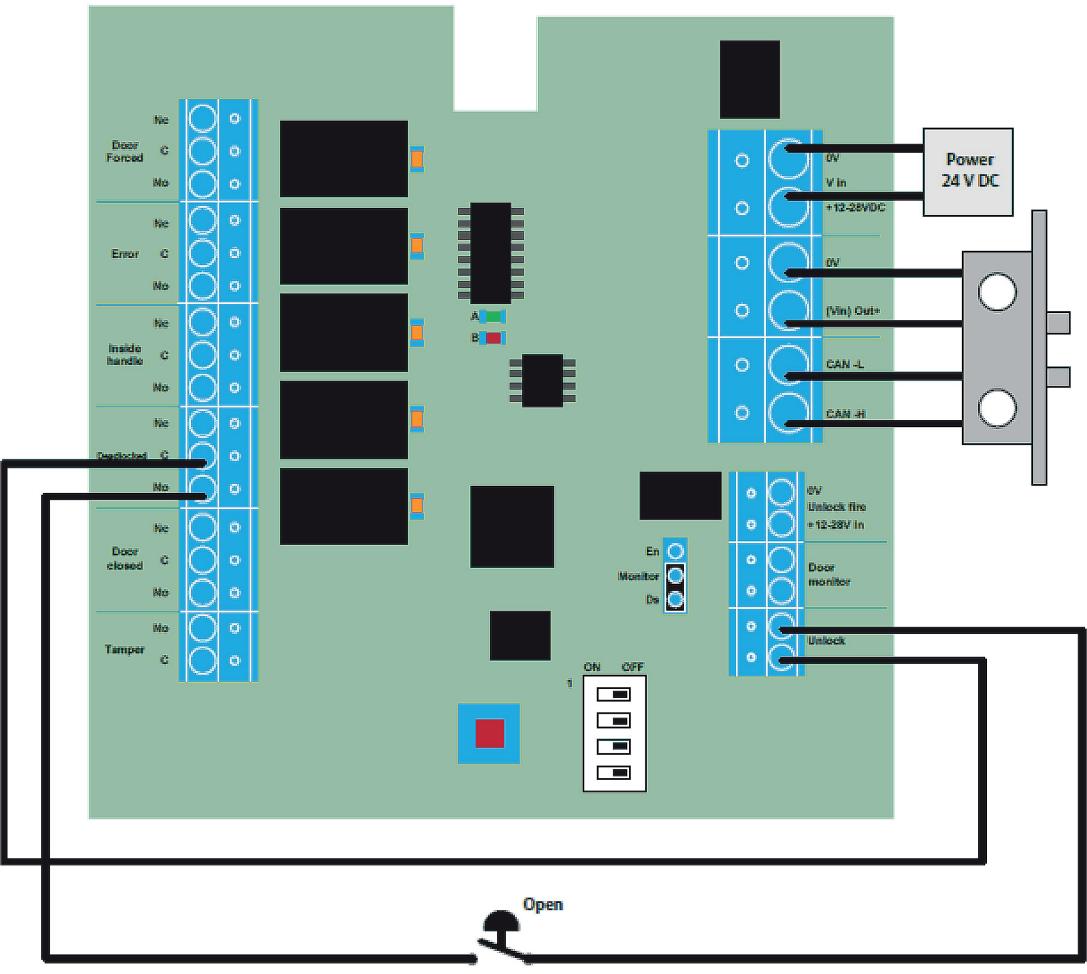 Nc
Door
Forced
C
No
Nc
Error
C
No
Nc
Inside
handle
C
No
Nc
Deadlocked
C
No
Nc
Door
closed
C
No
No
Tamper
C
A
B
0V
V in
+12-28VDC
0V
(Vin) Out+
CAN -L
CAN -H
Power
24 V DC
0V
Unlock fire
+12-28V in
En
Monitor
Ds
Door
monitor
Unlock
ON OFF
1
Open